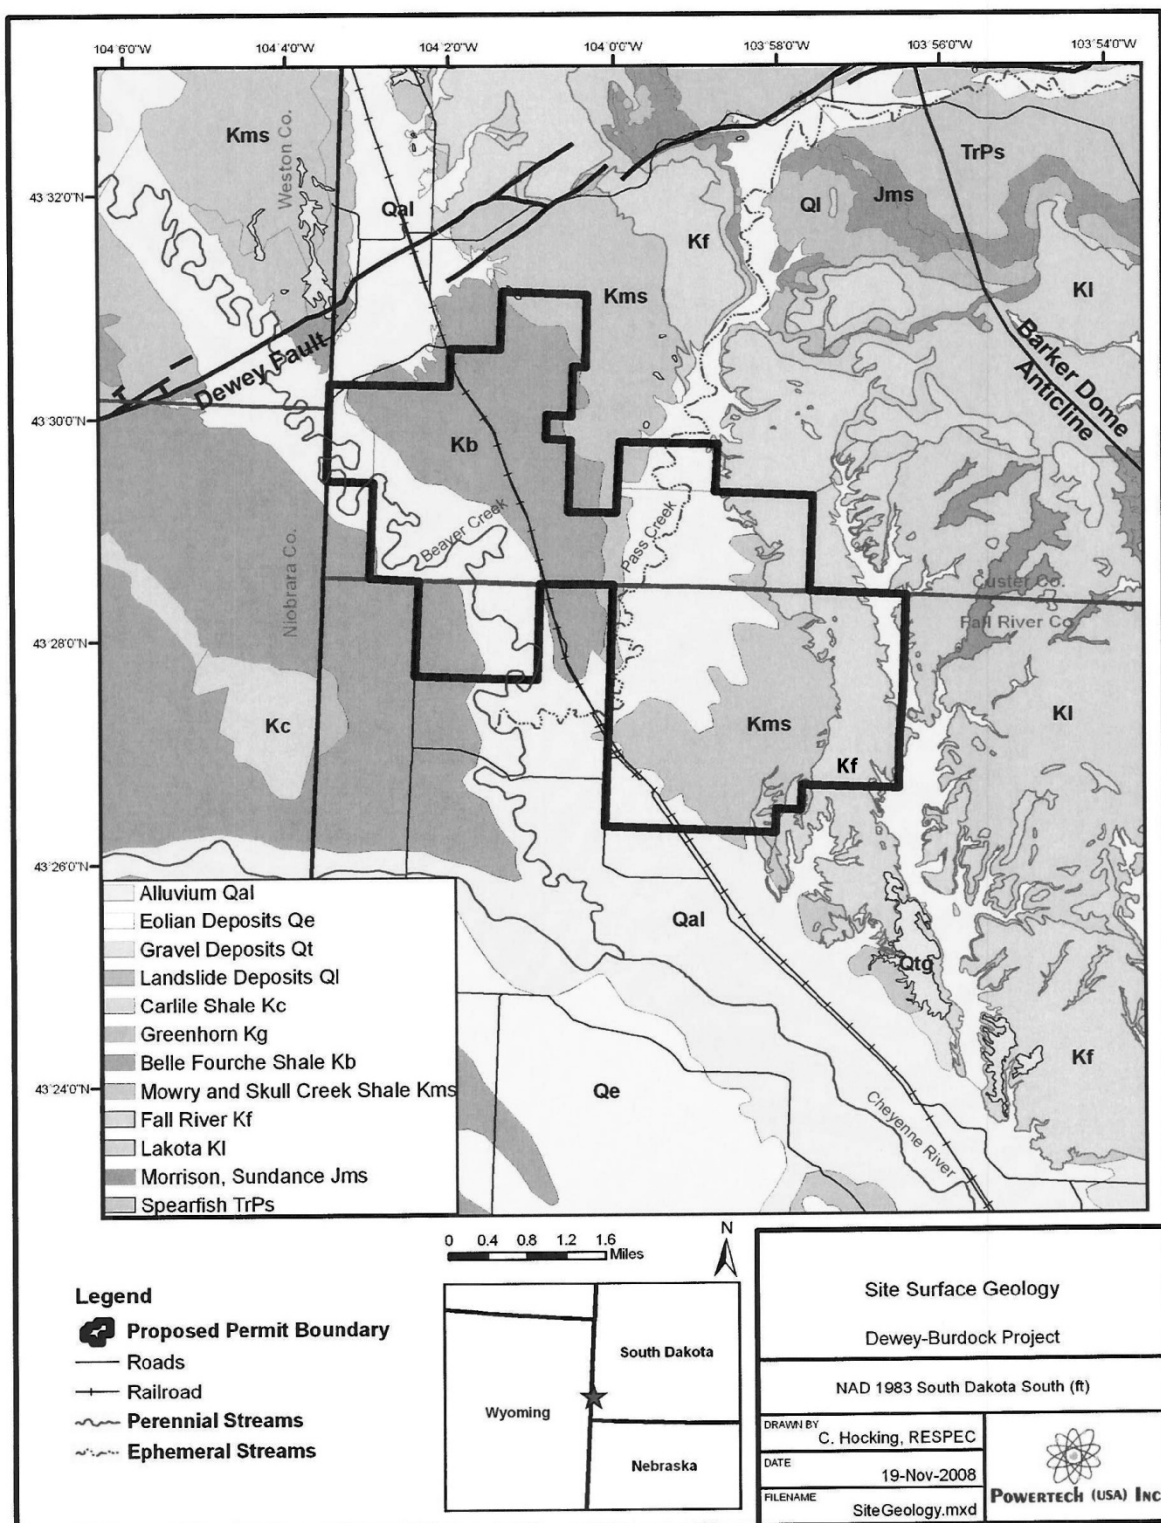 104°6'0"W 104°4'0"W 104°2'0"W 104°0'0"W 103°58'0"W 103°56'0"W 103°54'0"W
43°32'0"N
43°30'0"N
43°28'0"N
43°26'0"N
43°24'0"N
Kms
Weston Co.
Qal
TrPs
Ql
Jms
Kf
Kms
Kl
Dewey Fault
Barker Dome
Anticline
Kb
Beaver Creek
Pass Creek
Niobrara Co.
Custer Co.
Fall River Co.
Kc
Kms
Kf
Kl
Qal
Qtg
Kf
Qe
Cheyenne River
Alluvium Qal
Eolian Deposits Qe
Gravel Deposits Qt
Landslide Deposits Ql
Carlile Shale Kc
Greenhorn Kg
Belle Fourche Shale Kb
Mowry and Skull Creek Shale Kms
Fall River Kf
Lakota Kl
Morrison, Sundance Jms
Spearfish TrPs
0 0.4 0.8 1.2 1.6
Miles
N
Legend
Proposed Permit Boundary
Roads
Railroad
Perennial Streams
Ephemeral Streams
South Dakota
Wyoming
Nebraska
Site Surface Geology
Dewey-Burdock Project
NAD 1983 South Dakota South (ft)
DRAWN BY
C. Hocking, RESPEC
DATE
19-Nov-2008
FILENAME
SiteGeology.mxd
POWERTECH (USA) INC